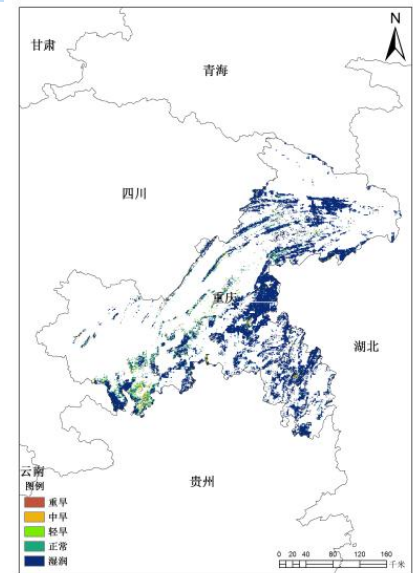 N
甘肃
青海
四川
重庆
湖北
贵州
云南
图例
重旱
中旱
轻旱
正常
湿润
0 20 40 80 120 160
千米